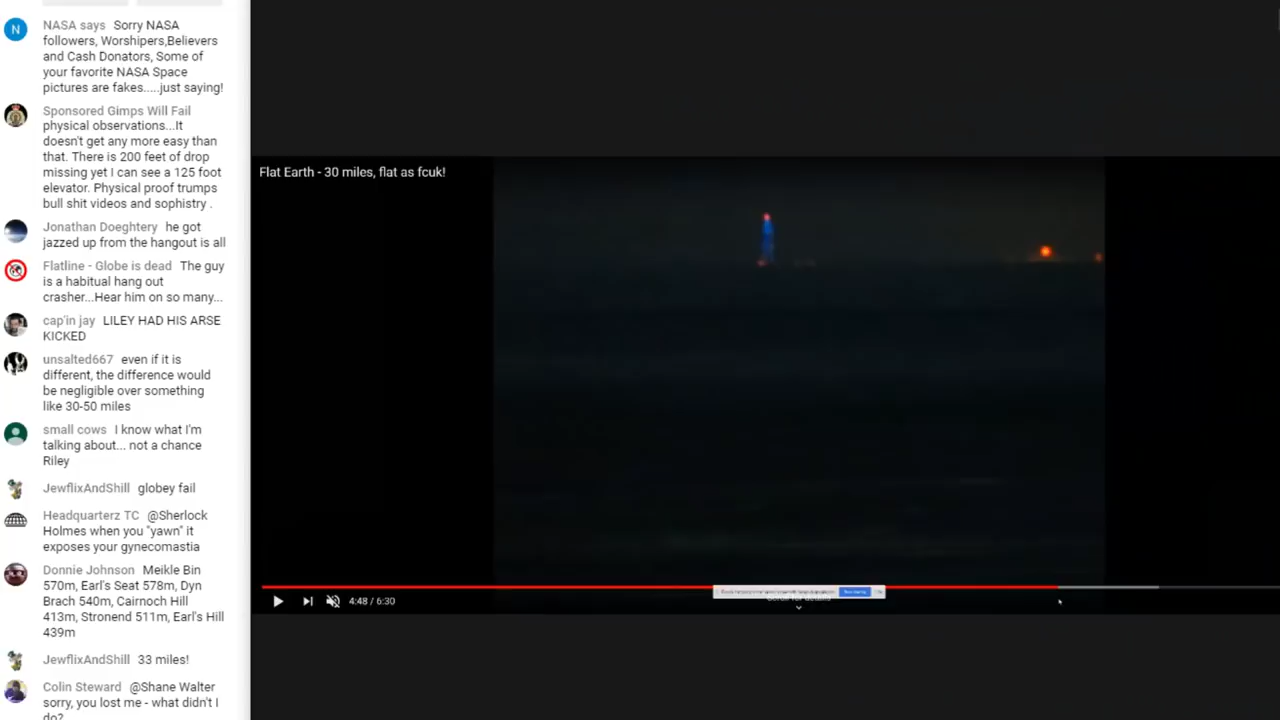 N
NASA says Sorry NASA
followers, Worshipers,Believers
and Cash Donators, Some of
your favorite NASA Space
pictures are fakes.....just saying!
Sponsored Gimps Will Fail
physical observations...It
doesn't get any more easy than
that. There is 200 feet of drop
missing yet I can see a 125 foot
elevator. Physical proof trumps
bull shit videos and sophistry .
Jonathan Doeghtery he got
jazzed up from the hangout is all
Flatline - Globe is dead The guy
is a habitual hang out
crasher...Hear him on so many...
cap'in jay LILEY HAD HIS ARSE
KICKED
unsalted667 even if it is
different, the difference would
be negligible over something
like 30-50 miles
small cows I know what I'm
talking about... not a chance
Riley
JewflixAndShill globey fail
Headquarterz TC @Sherlock
Holmes when you "yawn" it
exposes your gynecomastia
Donnie Johnson Meikle Bin
570m, Earl's Seat 578m, Dyn
Brach 540m, Cairnoch Hill
413m, Stronend 511m, Earl's Hill
439m
JewflixAndShill 33 miles!
Colin Steward @Shane Walter
sorry, you lost me - what didn't I
do?
Flat Earth - 30 miles, flat as fcuk!
4:48 / 6:30